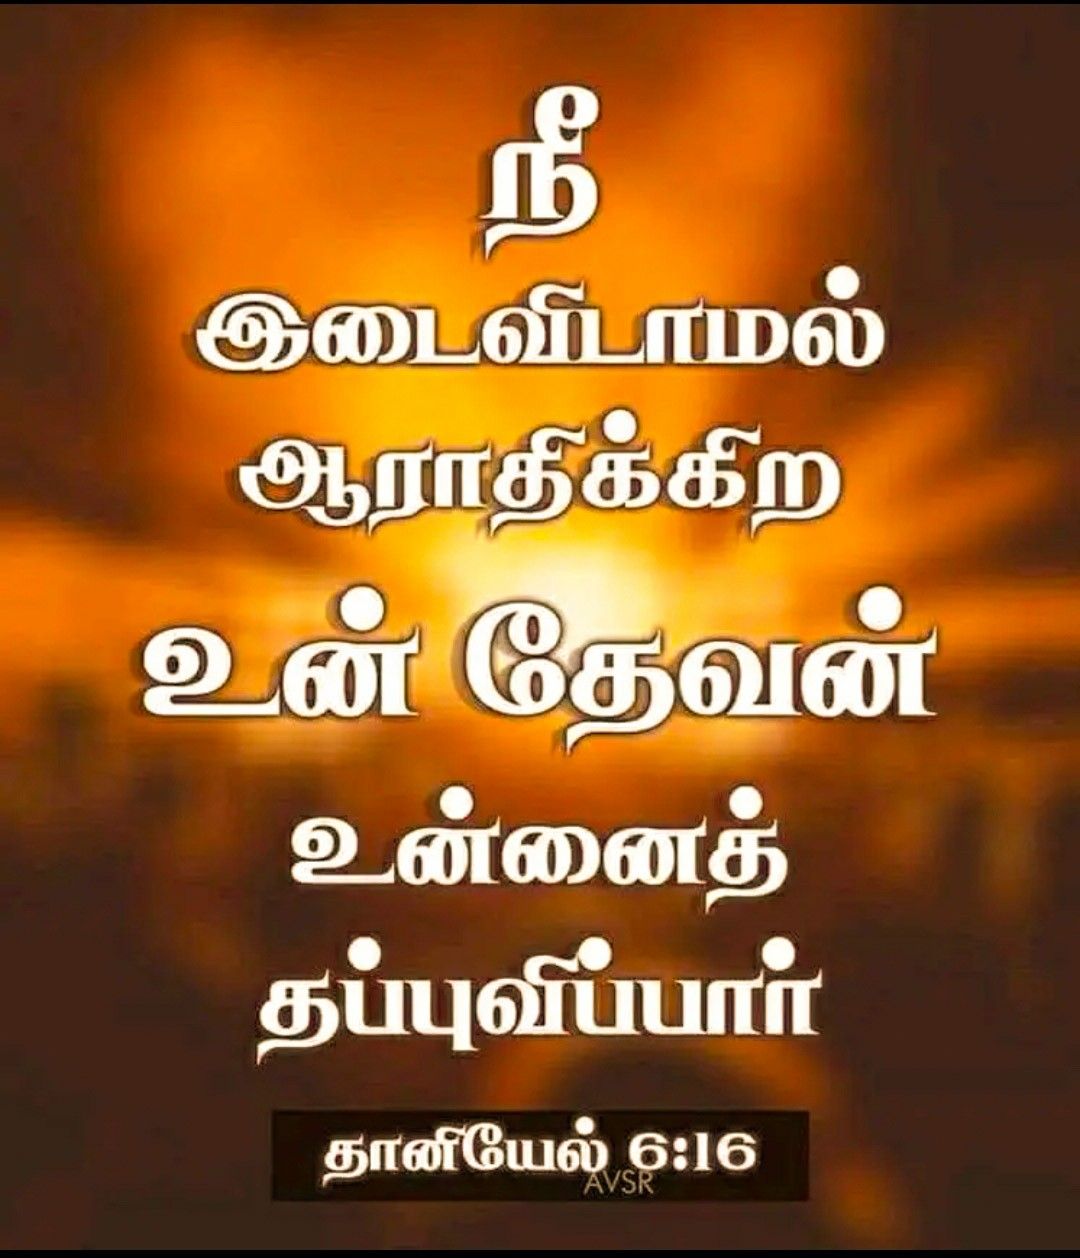 நீ
இடைவிடாமல்
ஆராதிக்கிற
உன் தேவன்
உன்னைத்
தப்புவிப்பார்
தானியேல் 6:16
AVSR